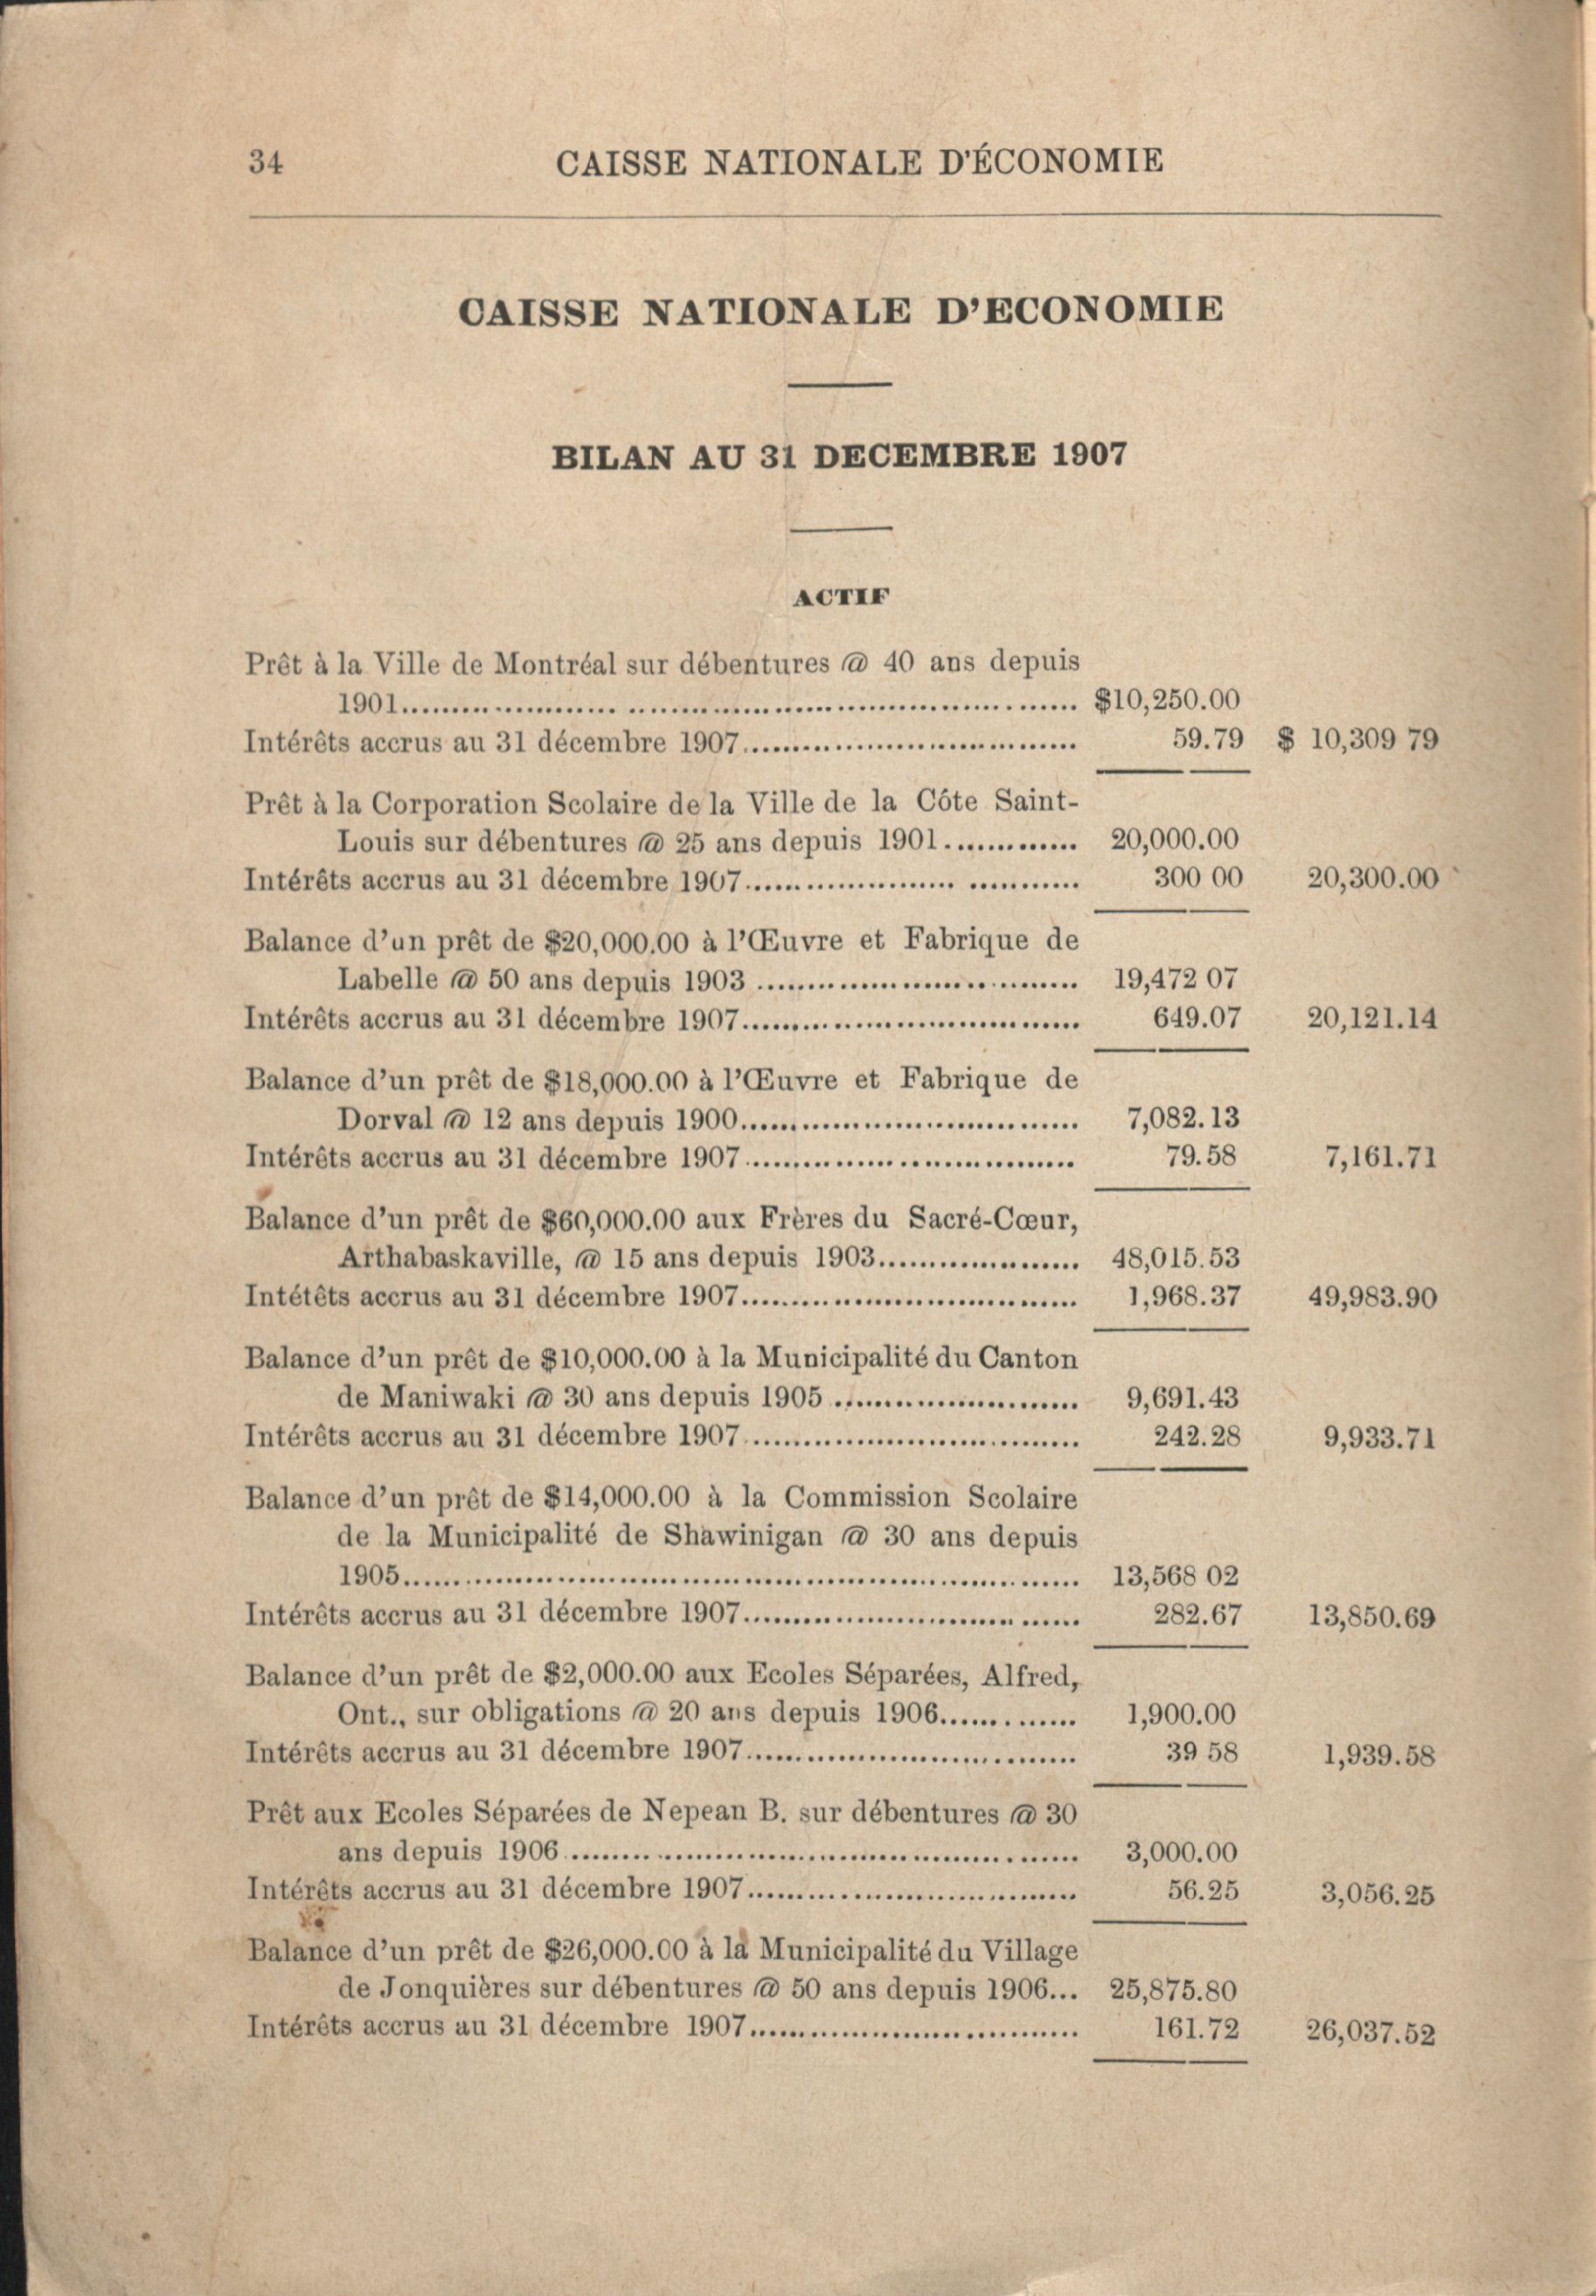 34 CAISSE NATIONALE D'ÉCONOMIE
CAISSE NATIONALE D'ECONOMIE
BILAN AU 31 DECEMBRE 1907
ACTIF
Prêt à la Ville de Montréal sur débentures @ 40 ans depuis
1901................................................ $10,250.00
Intérêts accrus au 31 décembre 1907........................ 59.79 $ 10,309 79
Prêt à la Corporation Scolaire de la Ville de la Côte Saint-
Louis sur débentures @ 25 ans depuis 1901............. 20,000.00
Intérêts accrus au 31 décembre 1907........................ 300 00 20,300.00
Balance d'un prêt de $20,000.00 à l'Œuvre et Fabrique de
Labelle @ 50 ans depuis 1903 ........................ 19,472 07
Intérêts accrus au 31 décembre 1907........................ 649.07 20,121.14
Balance d'un prêt de $18,000.00 à l'Œuvre et Fabrique de
Dorval @ 12 ans depuis 1900........................ 7,082.13
Intérêts accrus au 31 décembre 1907........................ 79.58 7,161.71
Balance d'un prêt de $60,000.00 aux Frères du Sacré-Cœur,
Arthabaskaville, @ 15 ans depuis 1903.................. 48,015.53
Intétêts accrus au 31 décembre 1907........................ 1,968.37 49,983.90
Balance d'un prêt de $10,000.00 à la Municipalité du Canton
de Maniwaki @ 30 ans depuis 1905 ..................... 9,691.43
Intérêts accrus au 31 décembre 1907........................ 242.28 9,933.71
Balance d'un prêt de $14,000.00 à la Commission Scolaire
de la Municipalité de Shawinigan @ 30 ans depuis
1905................................................ 13,568 02
Intérêts accrus au 31 décembre 1907........................ 282.67 13,850.69
Balance d'un prêt de $2,000.00 aux Ecoles Séparées, Alfred,
Ont., sur obligations @ 20 ans depuis 1906............. 1,900.00
Intérêts accrus au 31 décembre 1907........................ 39 58 1,939.58
Prêt aux Ecoles Séparées de Nepean B. sur débentures @ 30
ans depuis 1906 .................................... 3,000.00
Intérêts accrus au 31 décembre 1907........................ 56.25 3,056.25
Balance d'un prêt de $26,000.00 à la Municipalité du Village
de Jonquières sur débentures @ 50 ans depuis 1906... 25,875.80
Intérêts accrus au 31 décembre 1907........................ 161.72 26,037.52